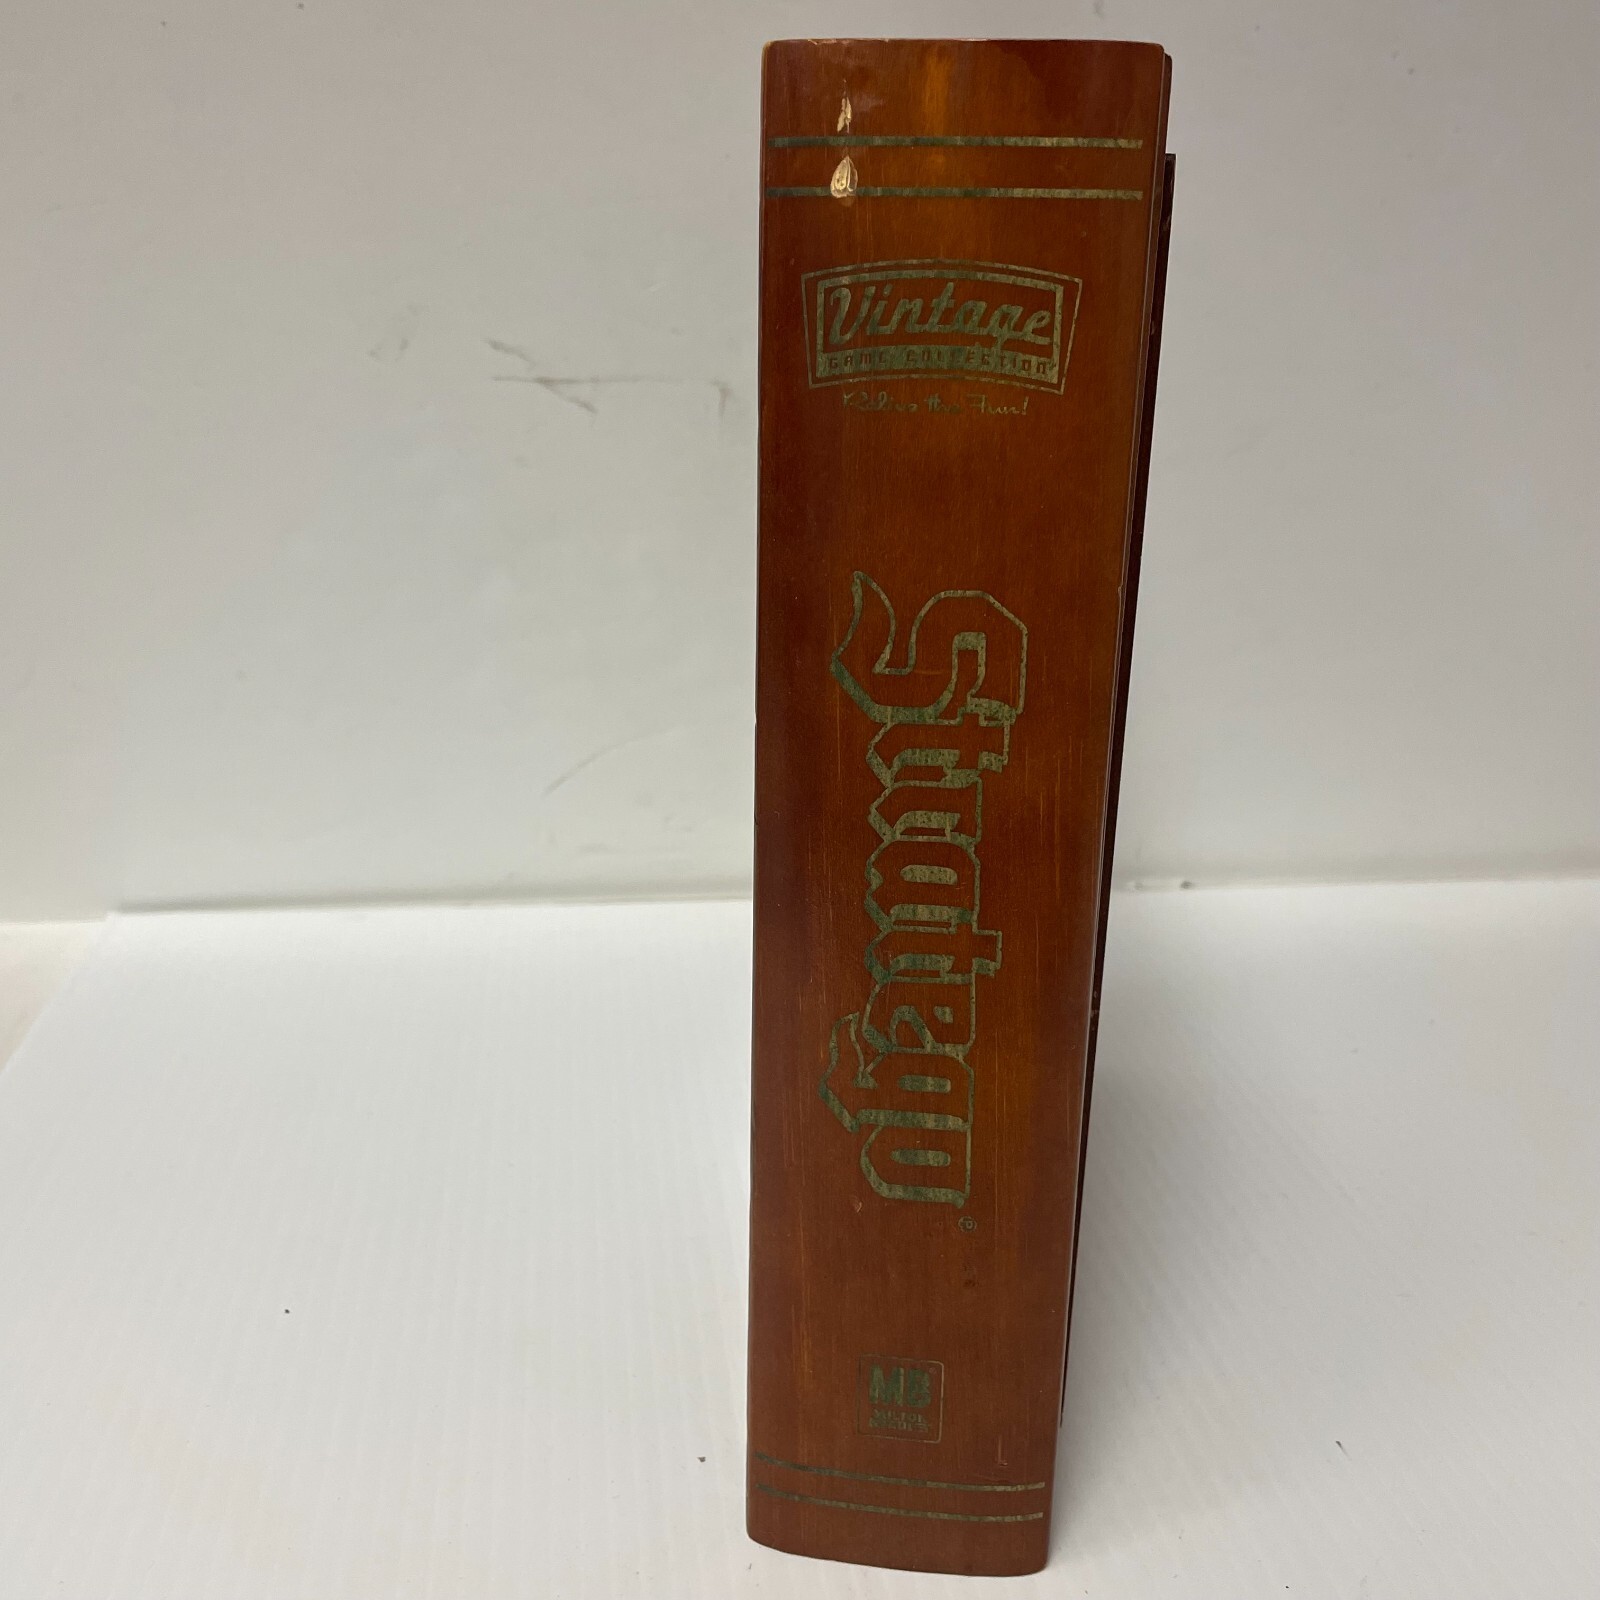 Vintage
GAME COLLECTION
Relive the Fun!
Stratego
®
MB
MILTON
BRADLEY